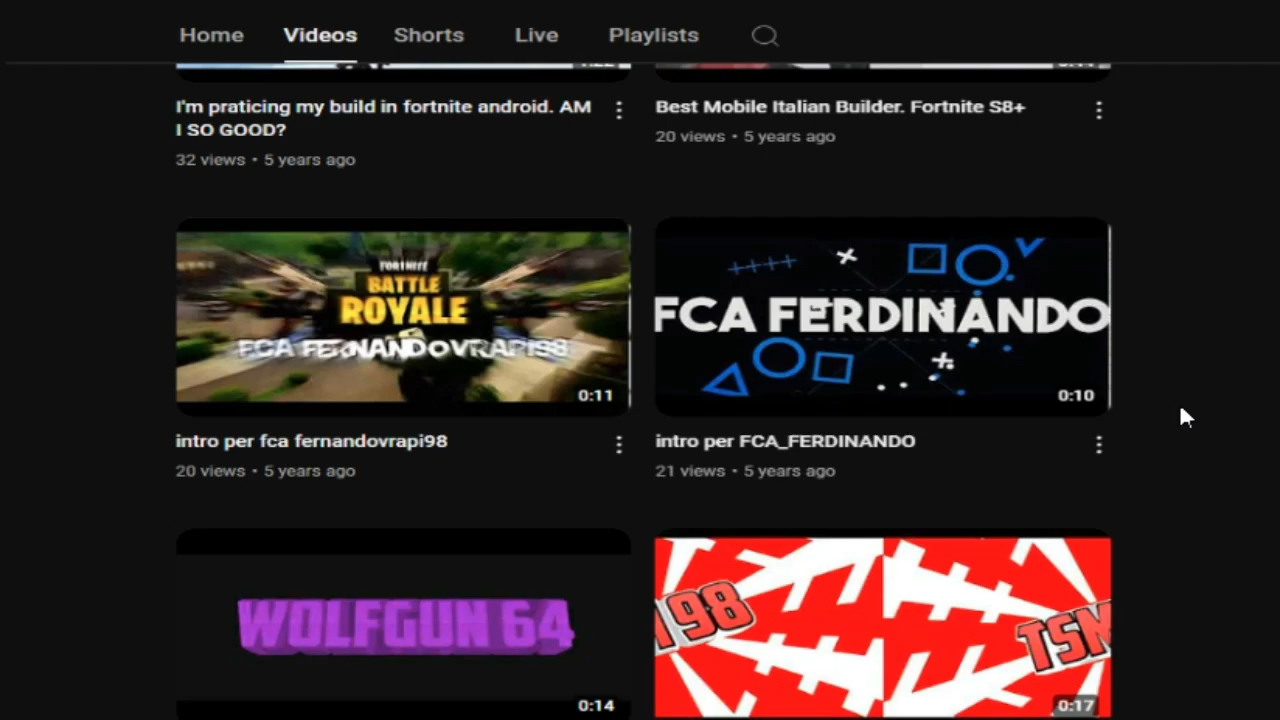 Home Videos Shorts Live Playlists
I'm praticing my build in fortnite android. AM
I SO GOOD?
32 views • 5 years ago
Best Mobile Italian Builder. Fortnite S8+
20 views • 5 years ago
FORTNITE
BATTLE
ROYALE
FCA FERNANDOVRAPI98
0:11
FCA FERDINANDO
0:10
intro per fca fernandovrapi98
20 views • 5 years ago
intro per FCA_FERDINANDO
21 views • 5 years ago
WOLFGUN 64
0:14
198
TSM
0:17